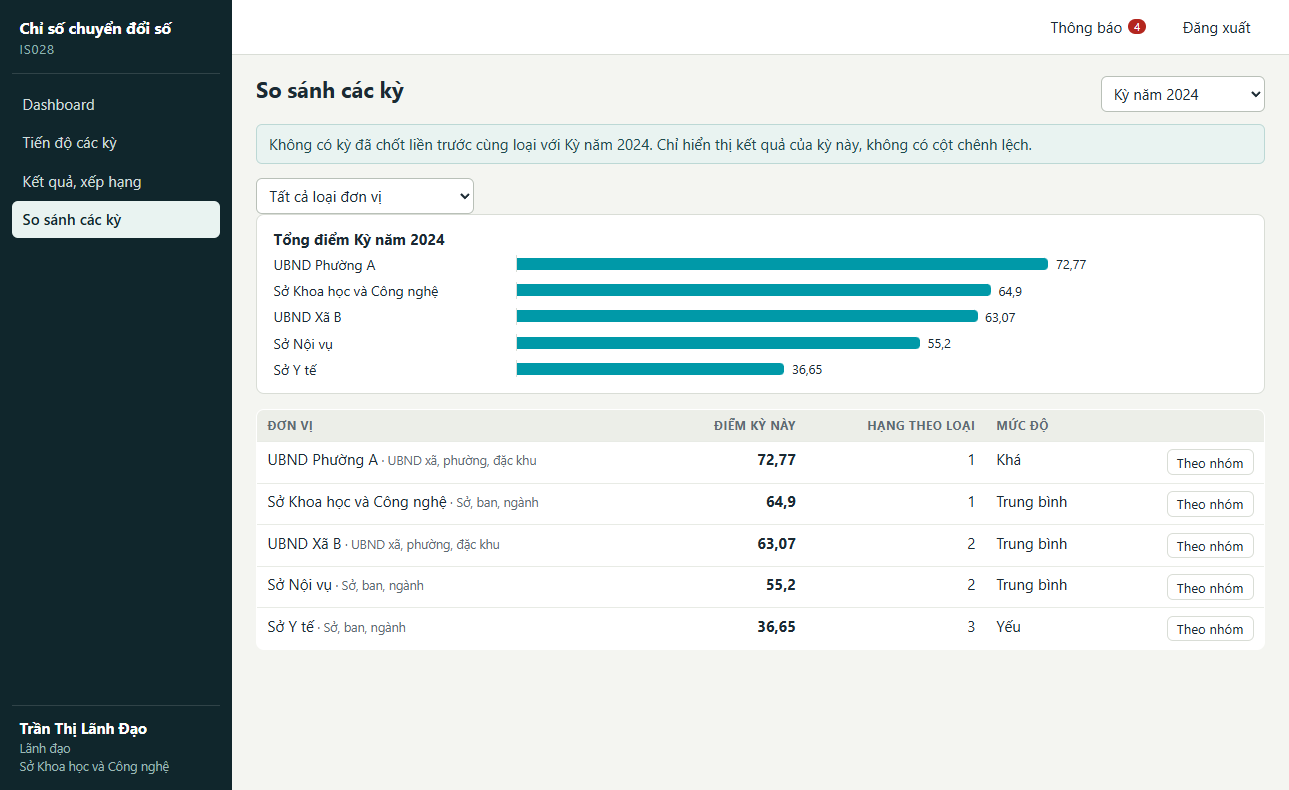 Chỉ số chuyển đổi số
IS028
Dashboard
Tiến độ các kỳ
Kết quả, xếp hạng
So sánh các kỳ
Trần Thị Lãnh Đạo
Lãnh đạo
Sở Khoa học và Công nghệ
Thông báo 4 Đăng xuất
So sánh các kỳ
Kỳ năm 2024
Không có kỳ đã chốt liền trước cùng loại với Kỳ năm 2024. Chỉ hiển thị kết quả của kỳ này, không có cột chênh lệch.
Tất cả loại đơn vị
Tổng điểm Kỳ năm 2024
UBND Phường A 72,77
Sở Khoa học và Công nghệ 64,9
UBND Xã B 63,07
Sở Nội vụ 55,2
Sở Y tế 36,65
ĐƠN VỊ ĐIỂM KỲ NÀY HẠNG THEO LOẠI MỨC ĐỘ
UBND Phường A · UBND xã, phường, đặc khu 72,77 1 Khá Theo nhóm
Sở Khoa học và Công nghệ · Sở, ban, ngành 64,9 1 Trung bình Theo nhóm
UBND Xã B · UBND xã, phường, đặc khu 63,07 2 Trung bình Theo nhóm
Sở Nội vụ · Sở, ban, ngành 55,2 2 Trung bình Theo nhóm
Sở Y tế · Sở, ban, ngành 36,65 3 Yếu Theo nhóm